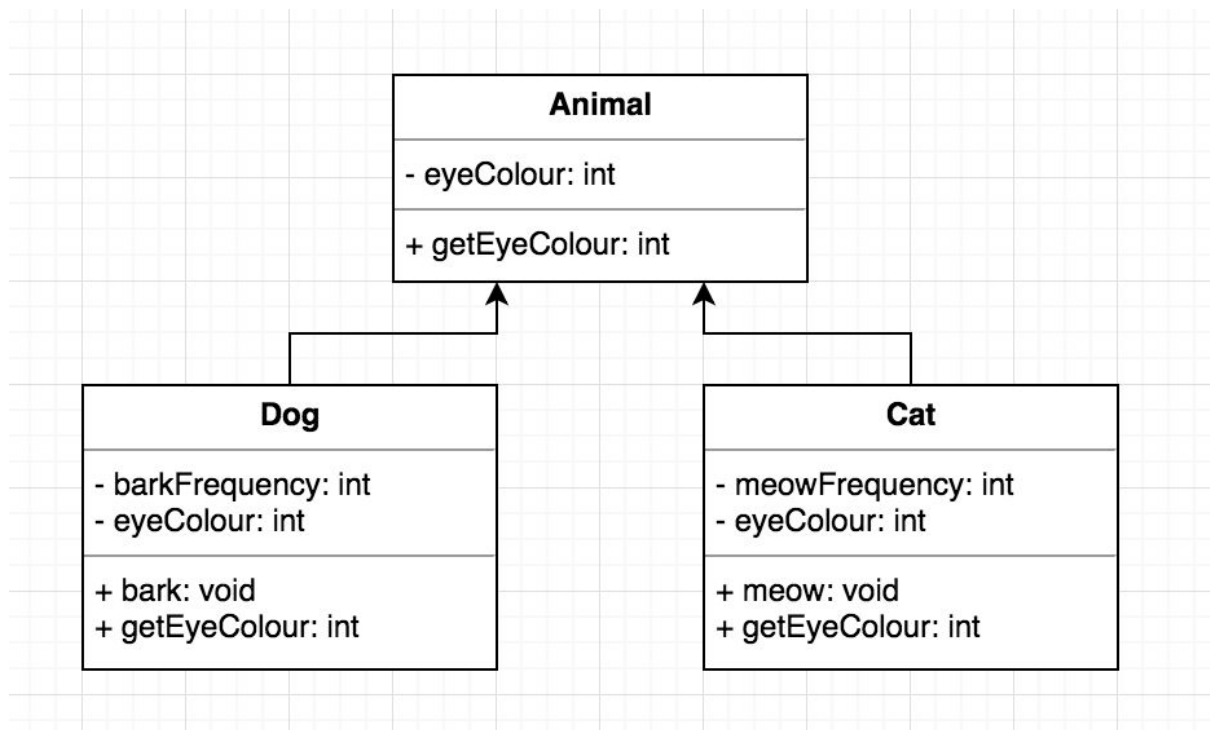 Animal
- eyeColour: int
+ getEyeColour: int
Dog
- barkFrequency: int
- eyeColour: int
+ bark: void
+ getEyeColour: int
Cat
- meowFrequency: int
- eyeColour: int
+ meow: void
+ getEyeColour: int